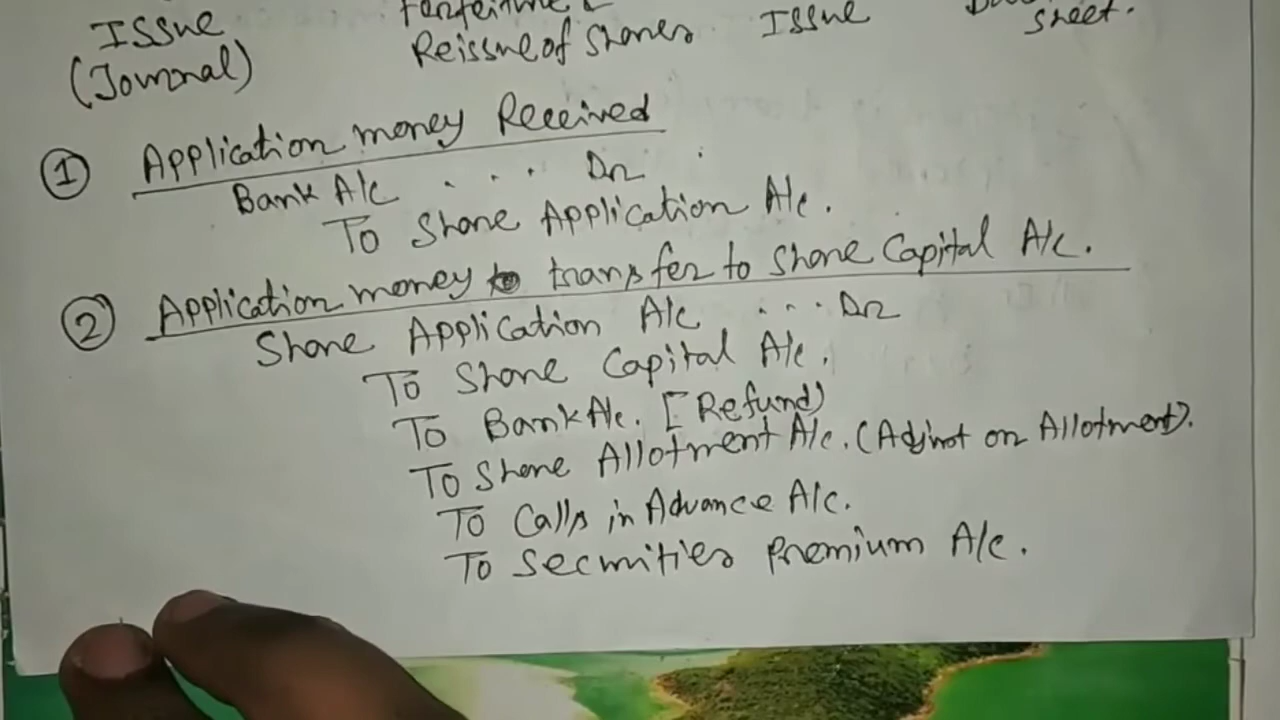 Issue
(Journal)
Reissue of Shares
Issue
Sheet.
① Application money Received
Bank A/c . . . Dr
To Share Application A/c.
② Application money transfer to Share Capital A/c.
Share Application A/c . . . Dr
To Share Capital A/c.
To Bank A/c. [Refund)
To Share Allotment A/c. (Adjust on Allotment).
To Calls in Advance A/c.
To Securities Premium A/c.